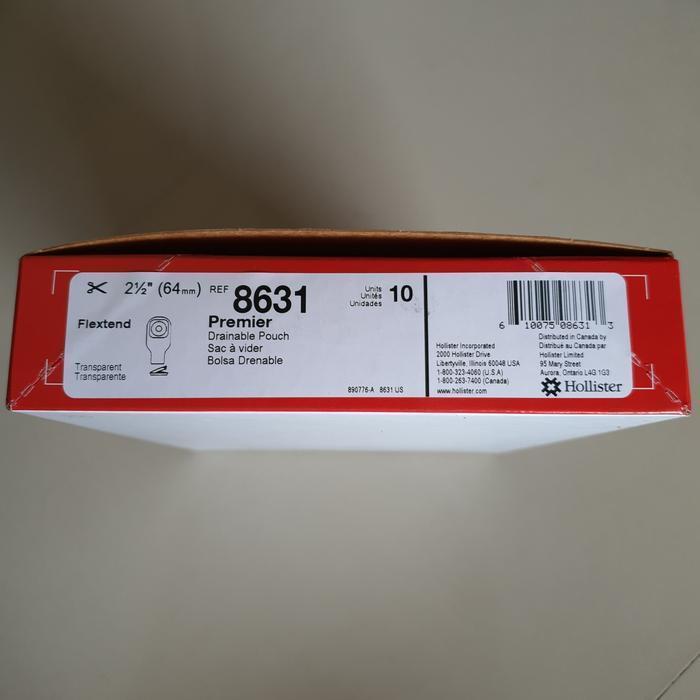 2½" (64mm)
REF 8631
Units
Unités
Unidades
10
Flextend
Premier
Drainable Pouch
Sac à vider
Bolsa Drenable
Transparent
Transparente
890776-A 8631 US
Hollister Incorporated
2000 Hollister Drive
Libertyville, Illinois 60048 USA
1-800-323-4060 (U.S.A)
1-800-263-7400 (Canada)
www.hollister.com
6 10075 08631 3
Distributed in Canada by
Distribué au Canada par
Hollister Limited
95 Mary Street
Aurora, Ontario L4G 1G3
Hollister